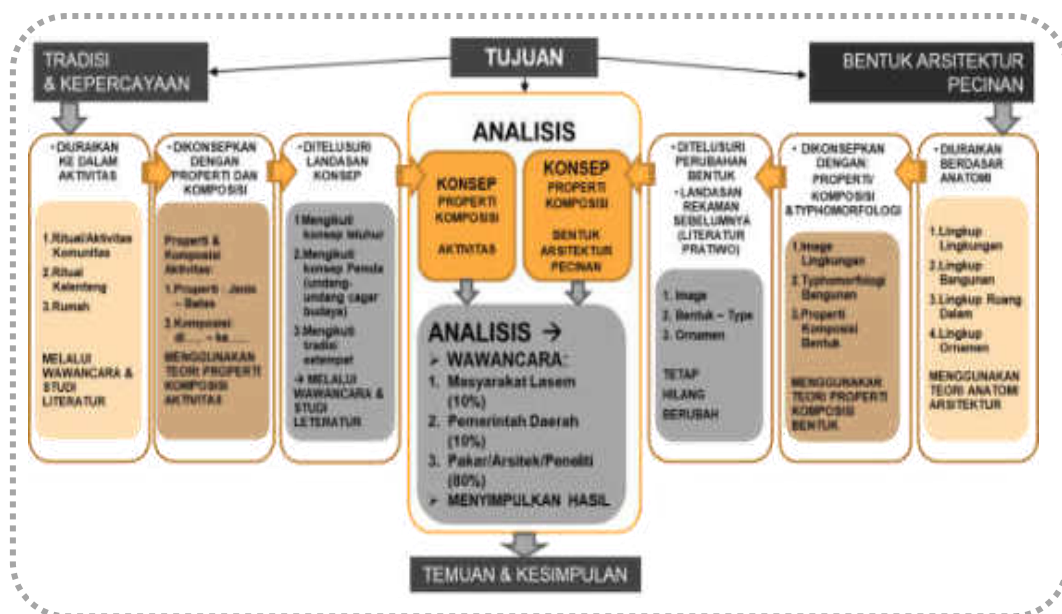 TUJUAN
TRADISI
& KEPERCAYAAN
BENTUK ARSITEKTUR
PECINAN
• DIURAIKAN
KE DALAM
AKTIVITAS
1.Ritual/Aktivitas
Komunitas
2.Ritual
Kelenteng
3.Rumah
MELALUI
WAWANCARA &
STUDI
LITERATUR
• DIKONSEPKAN
DENGAN
PROPERTI DAN
KOMPOSISI
Properti &
Komposisi
Aktivitas:
1.Properti : Jenis
– Batas
3.Komposisi:
di..... – ke.....
MENGGUNAKAN
TEORI PROPERTI
KOMPOSISI
AKTIVITAS
• DITELUSURI
LANDASAN
KONSEP
1.Mengikuti
konsep leluhur
2.Mengikuti
konsep Pemda
(undang-
undang cagar
budaya)
3.Mengikuti
tradisi
setempat
→ MELALUI
WAWANCARA &
STUDI
LETERATUR
ANALISIS
KONSEP
PROPERTI
KOMPOSISI
AKTIVITAS
KONSEP
PROPERTI
KOMPOSISI
BENTUK
ARSITEKTUR
PECINAN
ANALISIS →
➢ WAWANCARA:
1. Masyarakat Lasem
(10%)
2. Pemerintah Daerah
(10%)
3. Pakar/Arsitek/Peneliti
(80%)
➢ MENYIMPULKAN HASIL
• DITELUSURI
PERUBAHAN
BENTUK
• LANDASAN
REKAMAN
SEBELUMNYA
(LITERATUR
PRATIWO)
1. Image
2. Bentuk – Type
3. Ornamen
TETAP
HILANG
BERUBAH
• DIKONSEPKAN
DENGAN:
PROPERTI/
KOMPOSISI
&TYPHOMORFOLOGI
1.Image
Lingkungan
2.Typhomorfologi
Bangunan
3.Properti
Komposisi
Bentuk
MENGGUNAKAN
TEORI PROPERTI
KOMPOSISI
BENTUK
• DIURAIKAN
BERDASAR
ANATOMI
1.Lingkup
Lingkungan
2.Lingkup
Bangunan
3.Lingkup Ruang
Dalam
4.Lingkup
Ornamen
MENGGUNAKAN
TEORI ANATOMI
ARSITEKTUR
TEMUAN & KESIMPULAN